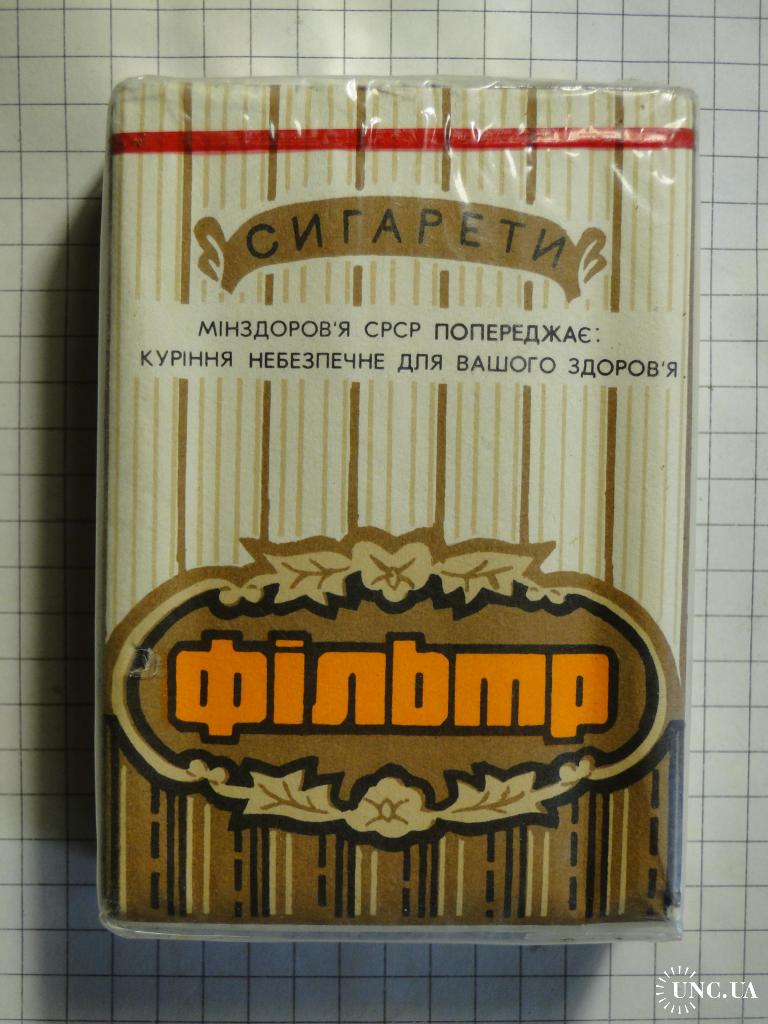 СИГАРЕТИ
МІНЗДОРОВ'Я СРСР ПОПЕРЕДЖАЄ:
КУРІННЯ НЕБЕЗПЕЧНЕ ДЛЯ ВАШОГО ЗДОРОВ'Я.
фільтр
UNC.UA